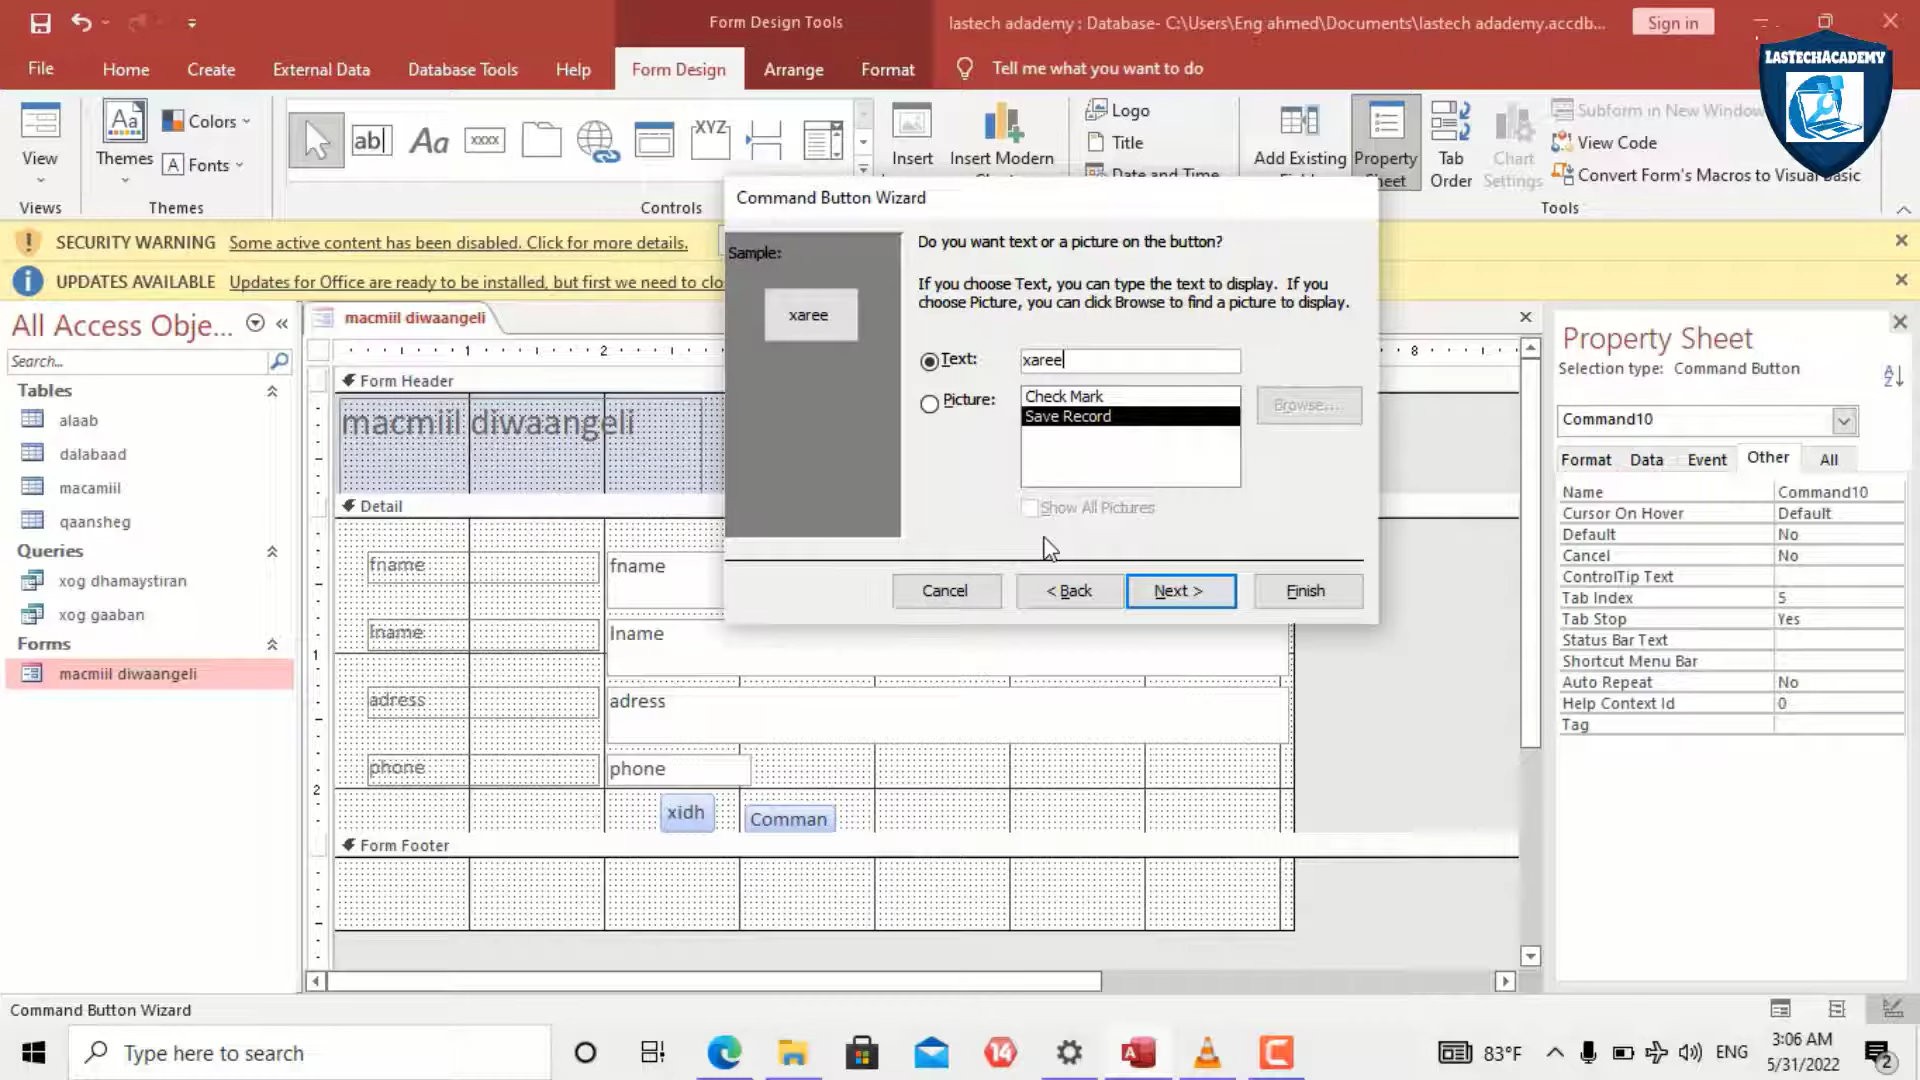 Form Design Tools
lastech adademy : Database- C:\Users\Eng ahmed\Documents\lastech adademy.accdb...
Sign in
File Home Create External Data Database Tools Help Form Design Arrange Format Tell me what you want to do
LASTECHACADEMY
View
Views
Aa
Themes
Colors
Fonts
Themes
ab|
Aa
xxxx
XYZ
Controls
Insert
Insert Modern
Logo
Title
Date and Time
Add Existing
Property Sheet
Tab Order
Chart Settings
Subform in New Window
View Code
Convert Form's Macros to Visual Basic
Tools
SECURITY WARNING Some active content has been disabled. Click for more details.
UPDATES AVAILABLE Updates for Office are ready to be installed, but first we need to clo
All Access Obje...
Search...
Tables
alaab
dalabaad
macamiil
qaansheg
Queries
xog dhamaystiran
xog gaaban
Forms
macmiil diwaangeli
macmiil diwaangeli
1 2 8
Form Header
macmiil diwaangeli
Detail
fname fname
lname lname
1
adress adress
phone phone
2
xidh Comman
Form Footer
Command Button Wizard
Sample:
xaree
Do you want text or a picture on the button?
If you choose Text, you can type the text to display. If you
choose Picture, you can click Browse to find a picture to display.
Text: xaree
Picture: Check Mark
Save Record
Browse...
Show All Pictures
Cancel < Back Next > Finish
Property Sheet
Selection type: Command Button
Command10
Format Data Event Other All
Name Command10
Cursor On Hover Default
Default No
Cancel No
ControlTip Text
Tab Index 5
Tab Stop Yes
Status Bar Text
Shortcut Menu Bar
Auto Repeat No
Help Context Id 0
Tag
Command Button Wizard
Type here to search
14
83°F
ENG
3:06 AM
5/31/2022
2